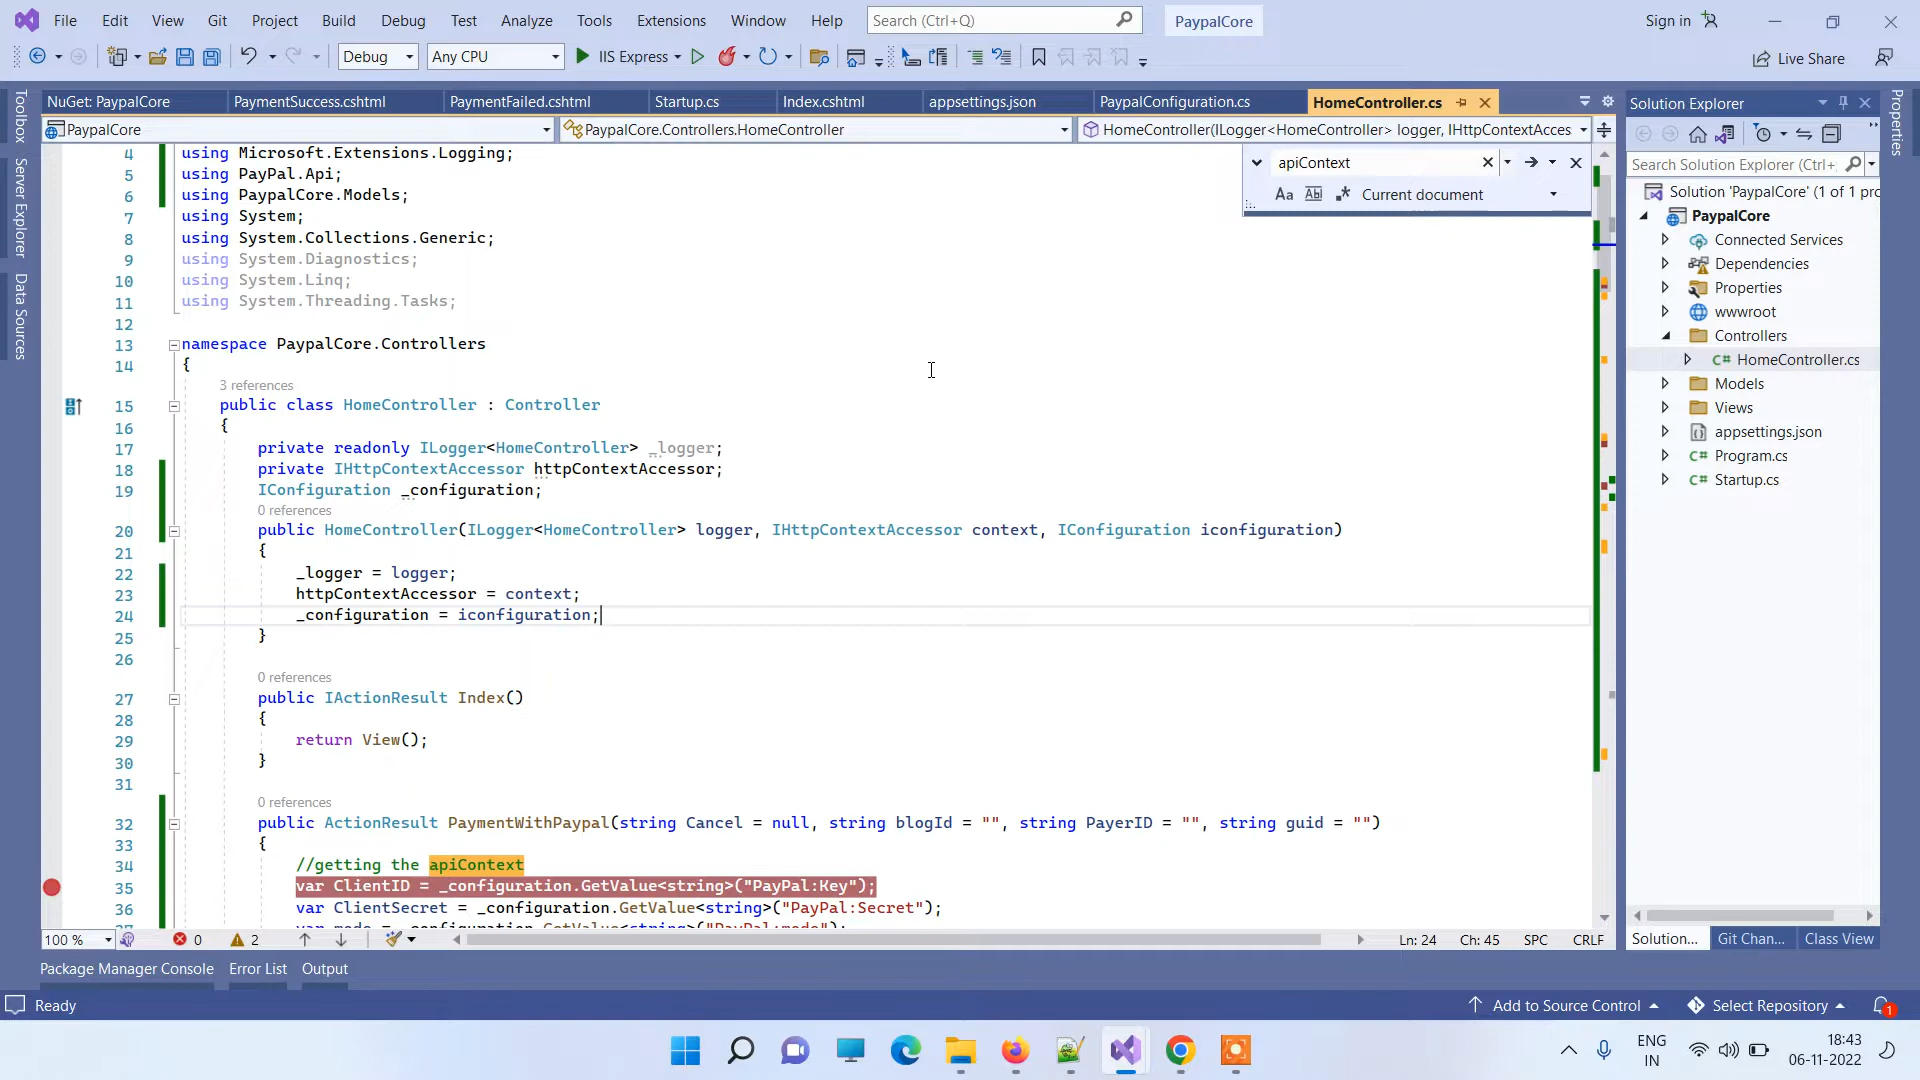 File Edit View Git Project Build Debug Test Analyze Tools Extensions Window Help Search (Ctrl+Q) PaypalCore Sign in
Debug Any CPU IIS Express Live Share
NuGet: PaypalCore PaymentSuccess.cshtml PaymentFailed.cshtml Startup.cs Index.cshtml appsettings.json PaypalConfiguration.cs HomeController.cs
PaypalCore PaypalCore.Controllers.HomeController HomeController(ILogger<HomeController> logger, IHttpContextAcces
Toolbox
Server Explorer
Data Sources
apiContext
Aa Abl Current document
4 using Microsoft.Extensions.Logging;
5 using PayPal.Api;
6 using PaypalCore.Models;
7 using System;
8 using System.Collections.Generic;
9 using System.Diagnostics;
10 using System.Linq;
11 using System.Threading.Tasks;
12
13 namespace PaypalCore.Controllers
14 {
3 references
15 public class HomeController : Controller
16 {
17 private readonly ILogger<HomeController> _logger;
18 private IHttpContextAccessor httpContextAccessor;
19 IConfiguration _configuration;
0 references
20 public HomeController(ILogger<HomeController> logger, IHttpContextAccessor context, IConfiguration iconfiguration)
21 {
22 _logger = logger;
23 httpContextAccessor = context;
24 _configuration = iconfiguration;
25 }
26
0 references
27 public IActionResult Index()
28 {
29 return View();
30 }
31
0 references
32 public ActionResult PaymentWithPaypal(string Cancel = null, string blogId = "", string PayerID = "", string guid = "")
33 {
34 //getting the apiContext
35 var ClientID = _configuration.GetValue<string>("PayPal:Key");
36 var ClientSecret = _configuration.GetValue<string>("PayPal:Secret");
37 var mode = _configuration.GetValue<string>("PayPal:mode");
100 % 0 2 Ln: 24 Ch: 45 SPC CRLF
Solution Explorer
Search Solution Explorer (Ctrl+
Solution 'PaypalCore' (1 of 1 pro
PaypalCore
Connected Services
Dependencies
Properties
wwwroot
Controllers
C# HomeController.cs
Models
Views
appsettings.json
C# Program.cs
C# Startup.cs
Solution... Git Chan... Class View
Properties
Package Manager Console Error List Output
Ready Add to Source Control Select Repository 1
ENG
IN
18:43
06-11-2022